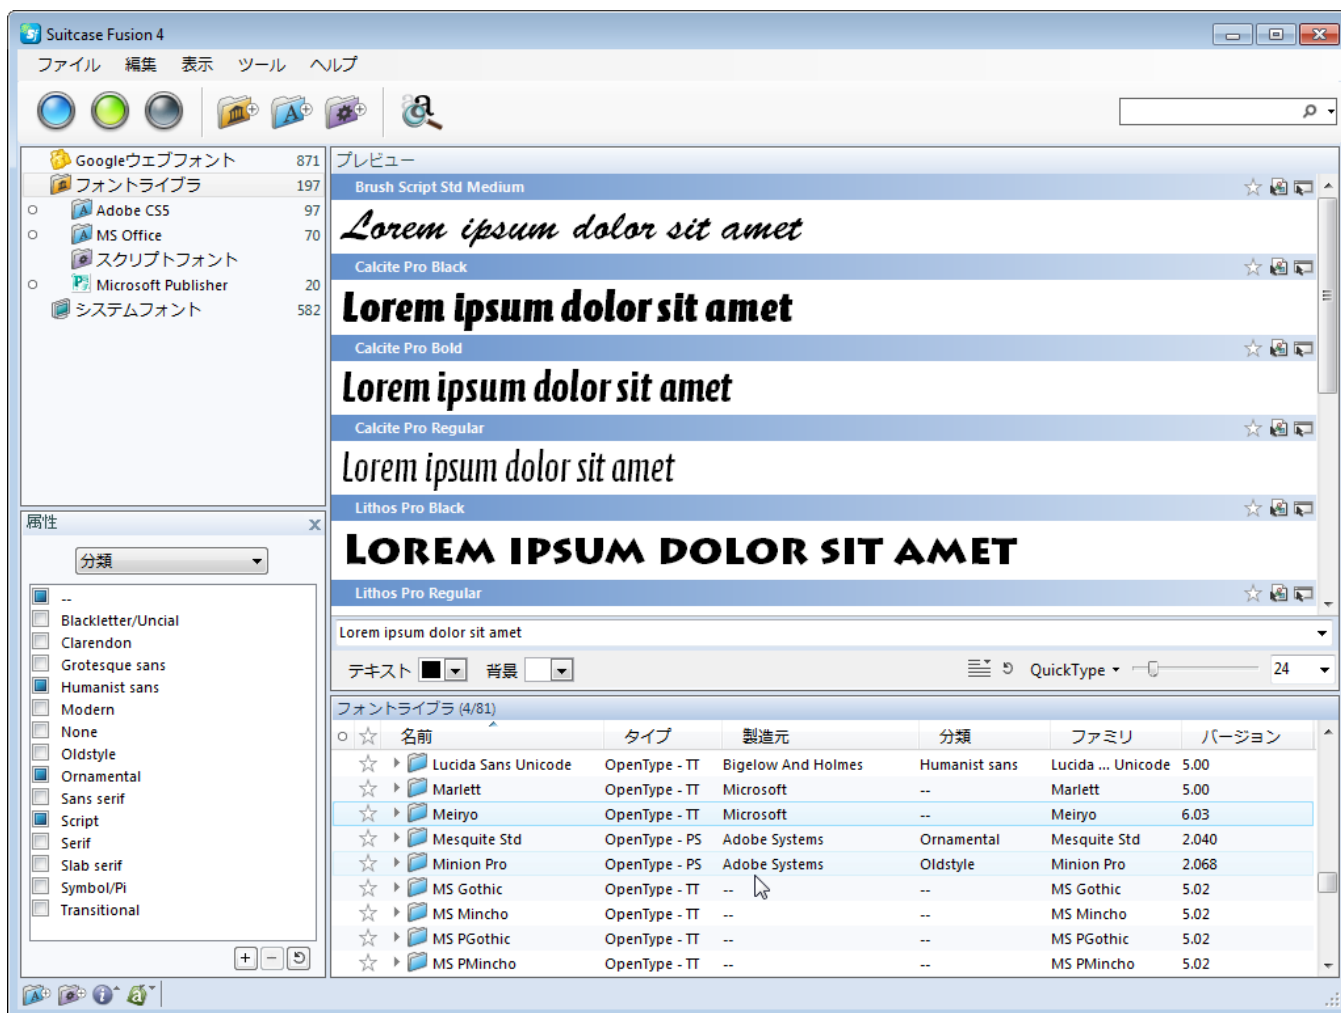 Suitcase Fusion 4
ファイル 編集 表示 ツール ヘルプ
Googleウェブフォント 871
フォントライブラ 197
Adobe CS5 97
MS Office 70
スクリプトフォント
Microsoft Publisher 20
システムフォント 582
属性
分類
--
Blackletter/Uncial
Clarendon
Grotesque sans
Humanist sans
Modern
None
Oldstyle
Ornamental
Sans serif
Script
Serif
Slab serif
Symbol/Pi
Transitional
プレビュー
Brush Script Std Medium
Lorem ipsum dolor sit amet
Calcite Pro Black
Lorem ipsum dolor sit amet
Calcite Pro Bold
Lorem ipsum dolor sit amet
Calcite Pro Regular
Lorem ipsum dolor sit amet
Lithos Pro Black
LOREM IPSUM DOLOR SIT AMET
Lithos Pro Regular
Lorem ipsum dolor sit amet
テキスト 背景 QuickType 24
フォントライブラ (4/81)
名前 タイプ 製造元 分類 ファミリ バージョン
Lucida Sans Unicode OpenType - TT Bigelow And Holmes Humanist sans Lucida ... Unicode 5.00
Marlett OpenType - TT Microsoft -- Marlett 5.00
Meiryo OpenType - TT Microsoft -- Meiryo 6.03
Mesquite Std OpenType - PS Adobe Systems Ornamental Mesquite Std 2.040
Minion Pro OpenType - PS Adobe Systems Oldstyle Minion Pro 2.068
MS Gothic OpenType - TT -- -- MS Gothic 5.02
MS Mincho OpenType - TT -- -- MS Mincho 5.02
MS PGothic OpenType - TT -- -- MS PGothic 5.02
MS PMincho OpenType - TT -- -- MS PMincho 5.02